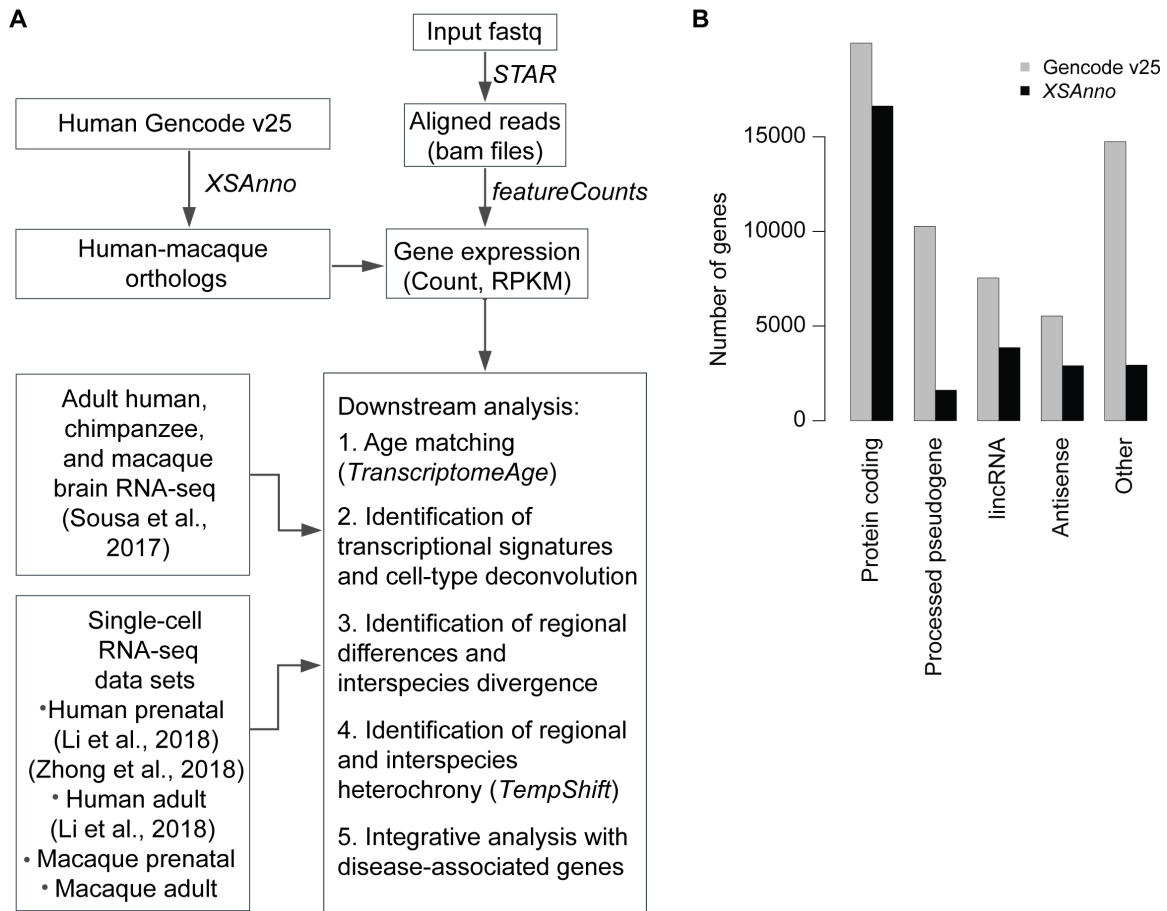 A
Input fastq
STAR
Human Gencode v25
Aligned reads
(bam files)
XSAnno
featureCounts
Human-macaque
orthologs
Gene expression
(Count, RPKM)
Adult human,
chimpanzee,
and macaque
brain RNA-seq
(Sousa et al.,
2017)
Single-cell
RNA-seq
data sets
•Human prenatal
(Li et al., 2018)
(Zhong et al., 2018)
• Human adult
(Li et al., 2018)
• Macaque prenatal
• Macaque adult
Downstream analysis:
1. Age matching
(TranscriptomeAge)
2. Identification of
transcriptional signatures
and cell-type deconvolution
3. Identification of regional
differences and
interspecies divergence
4. Identification of regional
and interspecies
heterochrony (TempShift)
5. Integrative analysis with
disease-associated genes
B
Gencode v25
XSAnno
Number of genes
15000
10000
5000
0
Protein coding
Processed pseudogene
lincRNA
Antisense
Other